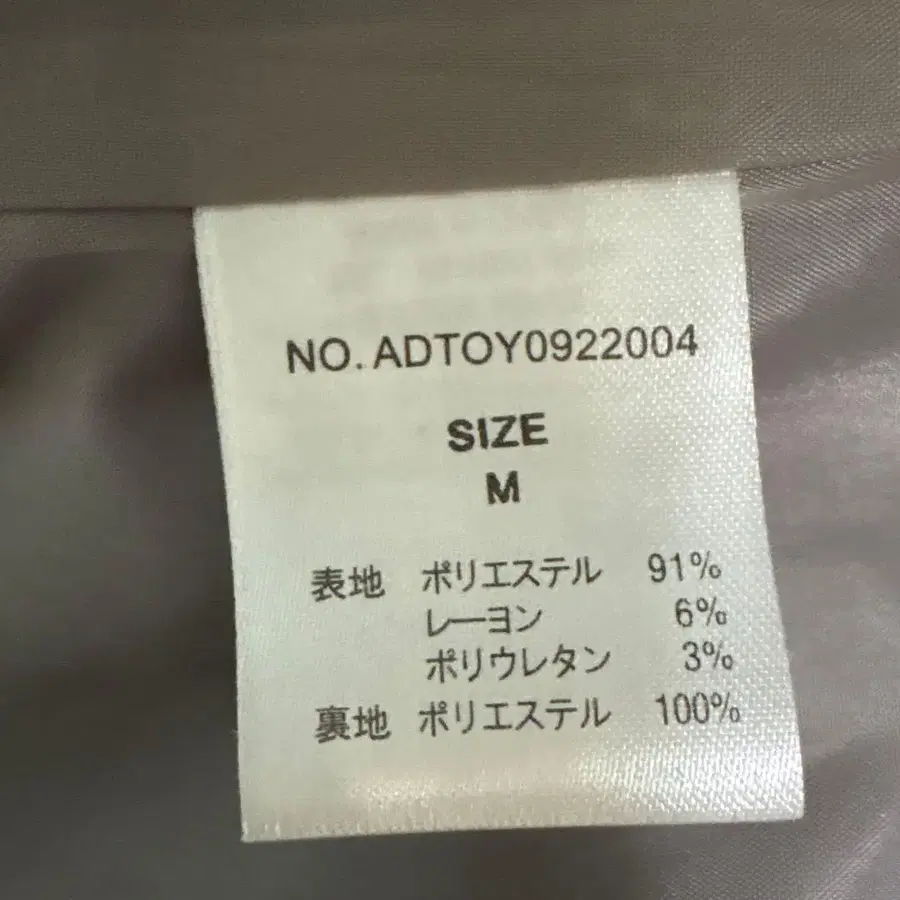 NO. ADTOY0922004
SIZE
M
表地 ポリエステル 91%
レーヨン 6%
ポリウレタン 3%
裏地 ポリエステル 100%